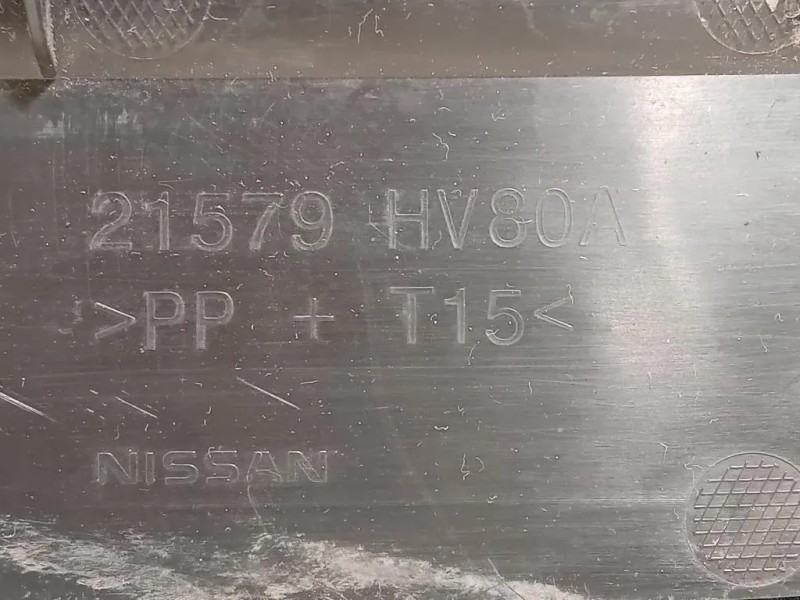 21579 HV80A
>PP + T15<
NISSAN